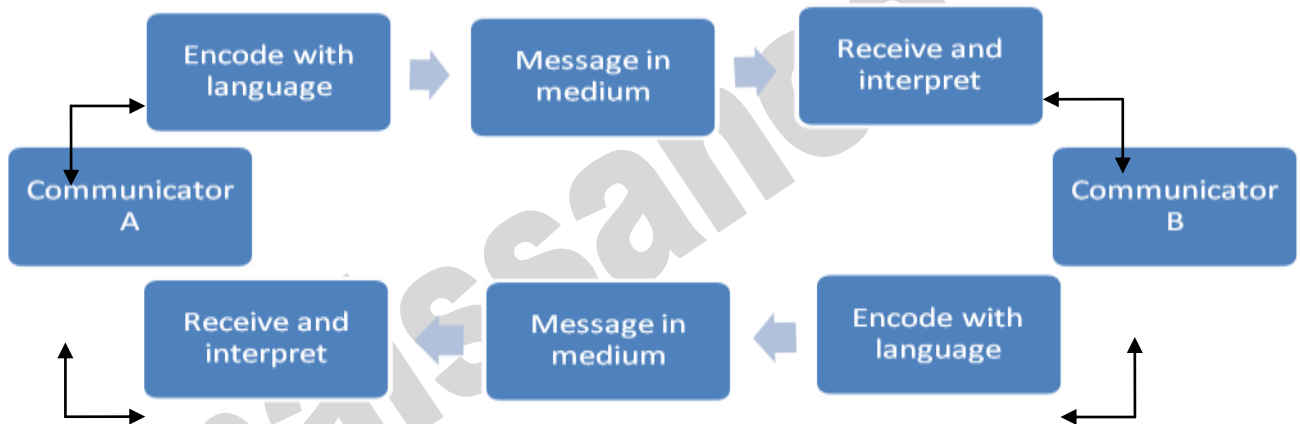 Encode with
language
Message in
medium
Receive and
interpret
Communicator
A
Communicator
B
Receive and
interpret
Message in
medium
Encode with
language